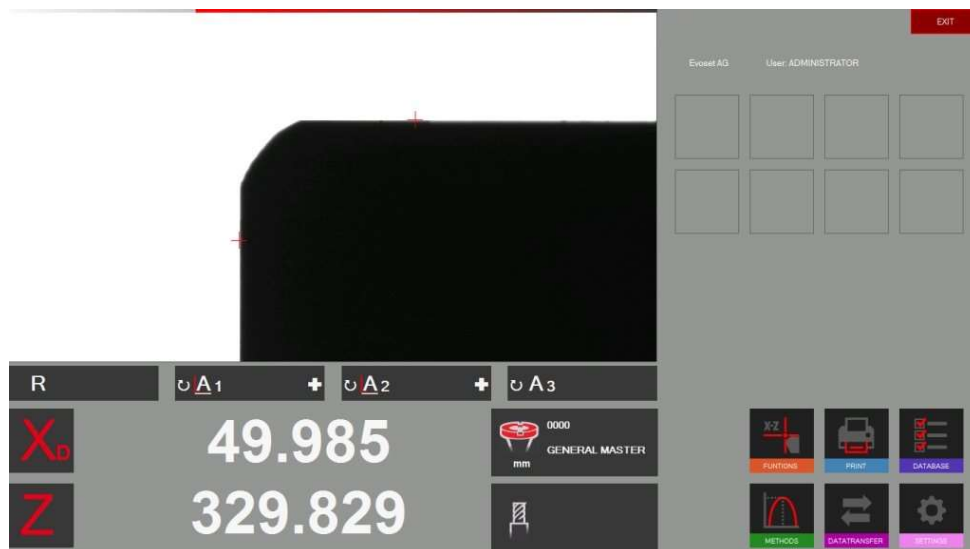 EXIT
Evoset AG User: ADMINISTRATOR
R
A1
A2
A3
XD 49.985
0000
GENERAL MASTER
mm
Z 329.829
X-Z
FUNTIONS
PRINT
DATABASE
METHODS
DATATRANSFER
SETTINGS